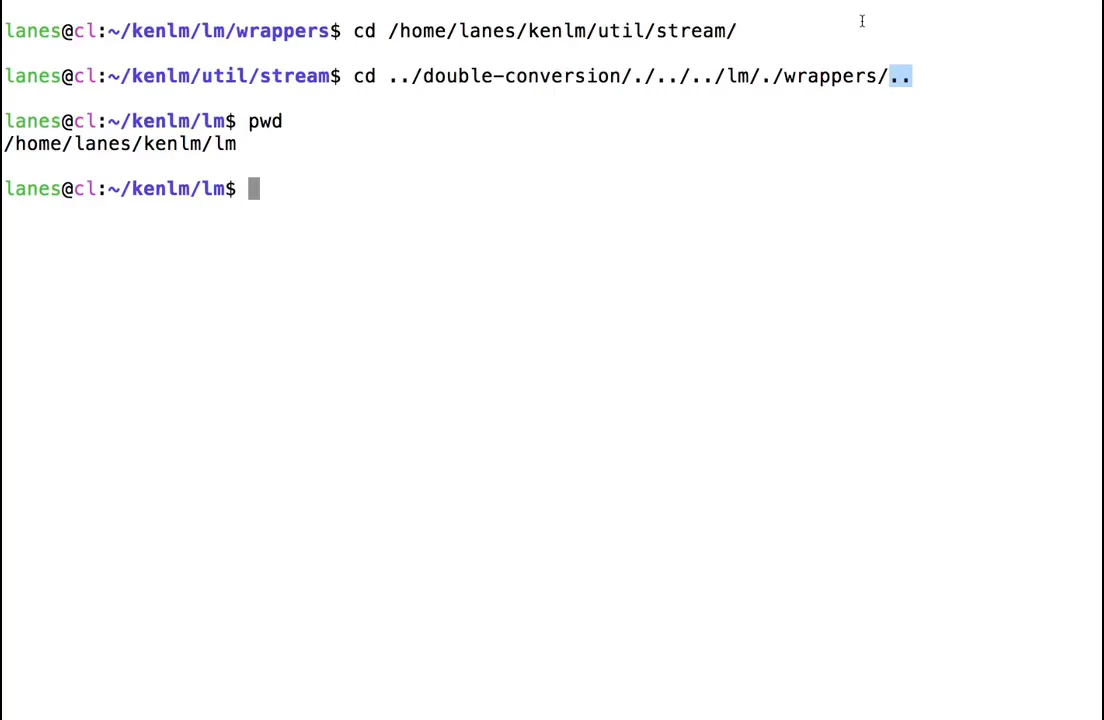 lanes@cl:~/kenlm/lm/wrappers$ cd /home/lanes/kenlm/util/stream/
lanes@cl:~/kenlm/util/stream$ cd ../double-conversion/./../../lm/./wrappers/..
lanes@cl:~/kenlm/lm$ pwd
/home/lanes/kenlm/lm
lanes@cl:~/kenlm/lm$